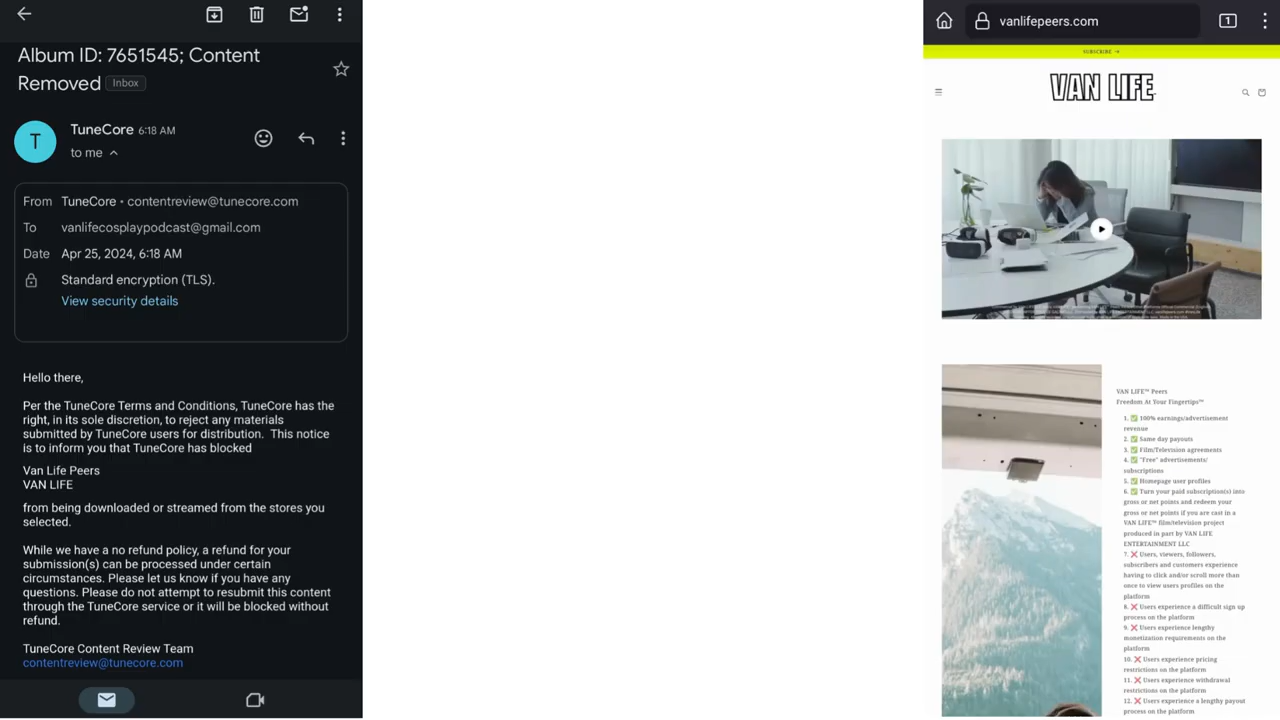 Album ID: 7651545; Content
Removed Inbox
T
TuneCore 6:18 AM
to me
From TuneCore • contentreview@tunecore.com
To vanlifecosplaypodcast@gmail.com
Date Apr 25, 2024, 6:18 AM
Standard encryption (TLS).
View security details
Hello there,
Per the TuneCore Terms and Conditions, TuneCore has the
right, in its sole discretion, to reject any materials
submitted by TuneCore users for distribution. This notice
is to inform you that TuneCore has blocked
Van Life Peers
VAN LIFE
from being downloaded or streamed from the stores you
selected.
While we have a no refund policy, a refund for your
submission(s) can be processed under certain
circumstances. Please let us know if you have any
questions. Please do not attempt to resubmit this content
through the TuneCore service or it will be blocked without
refund.
TuneCore Content Review Team
contentreview@tunecore.com
vanlifepeers.com
1
SUBSCRIBE →
VAN LIFE
VAN LIFE™ Peers
Freedom At Your Fingertips™
1. ✅ 100% earnings/advertisement
revenue
2. ✅ Same day payouts
3. ✅ Film/Television agreements
4. ✅ "Free" advertisements/
subscriptions
5. ✅ Homepage user profiles
6. ✅ Turn your paid subscription(s) into
gross or net points and redeem your
gross or net points if you are cast in a
VAN LIFE™ film/television project
produced in part by VAN LIFE
ENTERTAINMENT LLC
7. ❌ Users, viewers, followers,
subscribers and customers experience
having to click and/or scroll more than
once to view users profiles on the
platform
8. ❌ Users experience a difficult sign up
process on the platform
9. ❌ Users experience lengthy
monetization requirements on the
platform
10. ❌ Users experience pricing
restrictions on the platform
11. ❌ Users experience withdrawal
restrictions on the platform
12. ❌ Users experience a lengthy payout
process on the platform